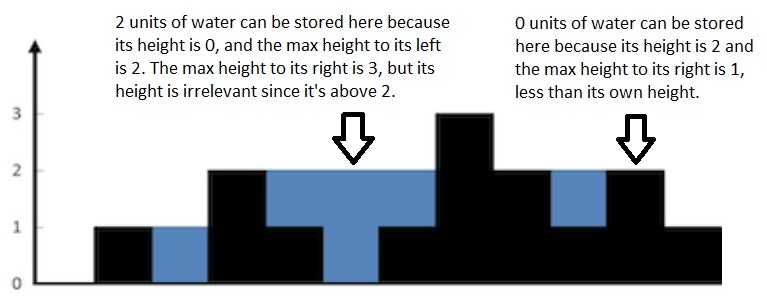 2 units of water can be stored here because
its height is 0, and the max height to its left
is 2. The max height to its right is 3, but its
height is irrelevant since it's above 2.
0 units of water can be stored
here because its height is 2 and
the max height to its right is 1,
less than its own height.
3
2
1
0